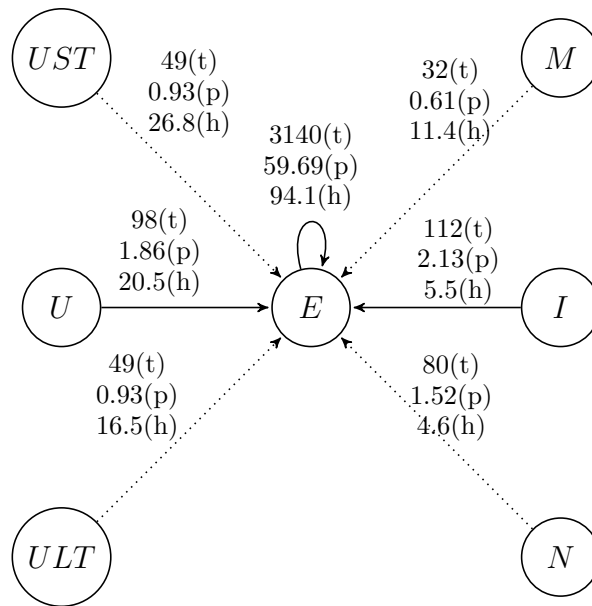 UST
49(t)
0.93(p)
26.8(h)
32(t)
0.61(p)
11.4(h)
M
3140(t)
59.69(p)
94.1(h)
U
98(t)
1.86(p)
20.5(h)
E
112(t)
2.13(p)
5.5(h)
I
49(t)
0.93(p)
16.5(h)
80(t)
1.52(p)
4.6(h)
ULT
N